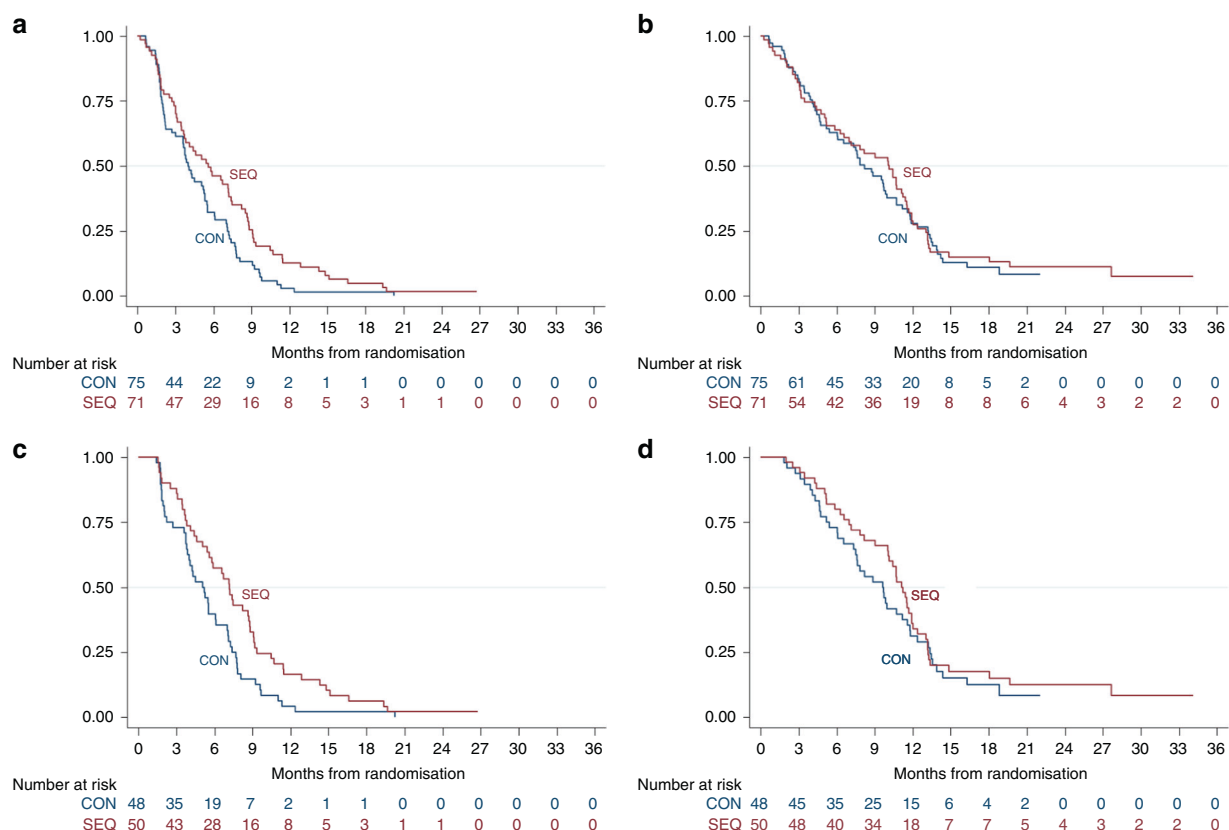 a
1.00
0.75
0.50
0.25
0.00
SEQ
CON
0 3 6 9 12 15 18 21 24 27 30 33 36
Months from randomisation
Number at risk
CON 75 44 22 9 2 1 1 0 0 0 0 0 0
SEQ 71 47 29 16 8 5 3 1 1 0 0 0 0
b
1.00
0.75
0.50
0.25
0.00
SEQ
CON
0 3 6 9 12 15 18 21 24 27 30 33 36
Months from randomisation
Number at risk
CON 75 61 45 33 20 8 5 2 0 0 0 0 0
SEQ 71 54 42 36 19 8 8 6 4 3 2 2 0
c
1.00
0.75
0.50
0.25
0.00
SEQ
CON
0 3 6 9 12 15 18 21 24 27 30 33 36
Months from randomisation
Number at risk
CON 48 35 19 7 2 1 1 0 0 0 0 0 0
SEQ 50 43 28 16 8 5 3 1 1 0 0 0 0
d
1.00
0.75
0.50
0.25
0.00
SEQ
CON
0 3 6 9 12 15 18 21 24 27 30 33 36
Months from randomisation
Number at risk
CON 48 45 35 25 15 6 4 2 0 0 0 0 0
SEQ 50 48 40 34 18 7 7 5 4 3 2 2 0